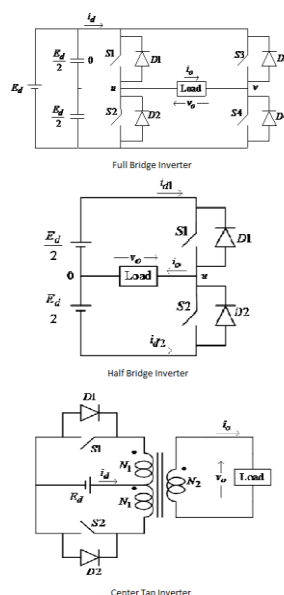 i_d
E_d/2 0 S1 D1 S3 D
i_o
E_d u Load v
v_o
E_d/2 S2 D2 S4 D
Full Bridge Inverter
i_d1
S1 D1
E_d/2 v_o i_o
0 Load u
E_d/2 S2 D2
i_d2
Half Bridge Inverter
D1
S1 N_1 i_o
i_d
E_d N_2 v_o Load
N_1
S2
D2
Center Tap Inverter